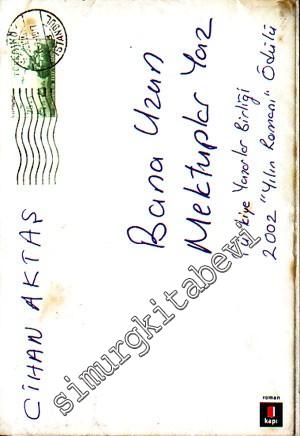 CİHAN AKTAŞ
Bana Uzun
Mektuplar Yaz
Türkiye Yazarlar Birliği
2002 "Yılın Romanı" Ödülü
simurgkitabevi
roman
kapı